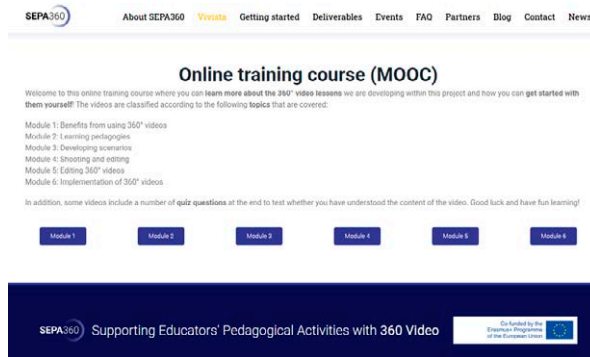 SEPA360 About SEPA360 Vivista Getting started Deliverables Events FAQ Partners Blog Contact News
Online training course (MOOC)
Welcome to this online training course where you can learn more about the 360° video lessons we are developing within this project and how you can get started with
them yourself! The videos are classified according to the following topics that are covered:
Module 1: Benefits from using 360° videos
Module 2: Learning pedagogies
Module 3: Developing scenarios
Module 4: Shooting and editing
Module 5: Editing 360° videos
Module 6: Implementation of 360° videos
In addition, some videos include a number of quiz questions at the end to test whether you have understood the content of the video. Good luck and have fun learning!
Module 1 Module 2 Module 3 Module 4 Module 5 Module 6
SEPA360 Supporting Educators' Pedagogical Activities with 360 Video
Co-funded by the
Erasmus+ Programme
of the European Union